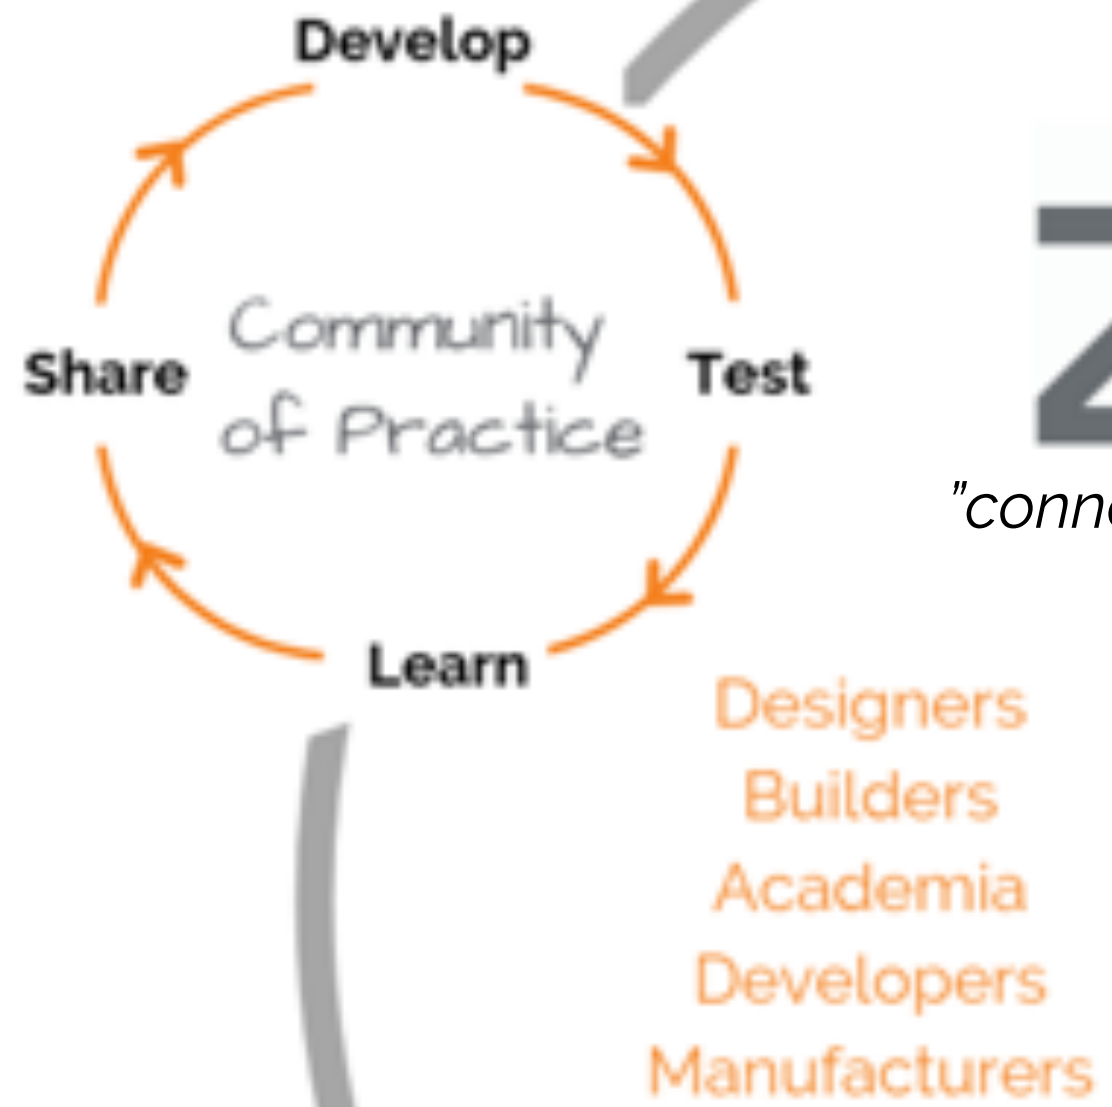 Develop
Community
of Practice
Share
Test
Learn
Z
"conn
Designers
Builders
Academia
Developers
Manufacturers